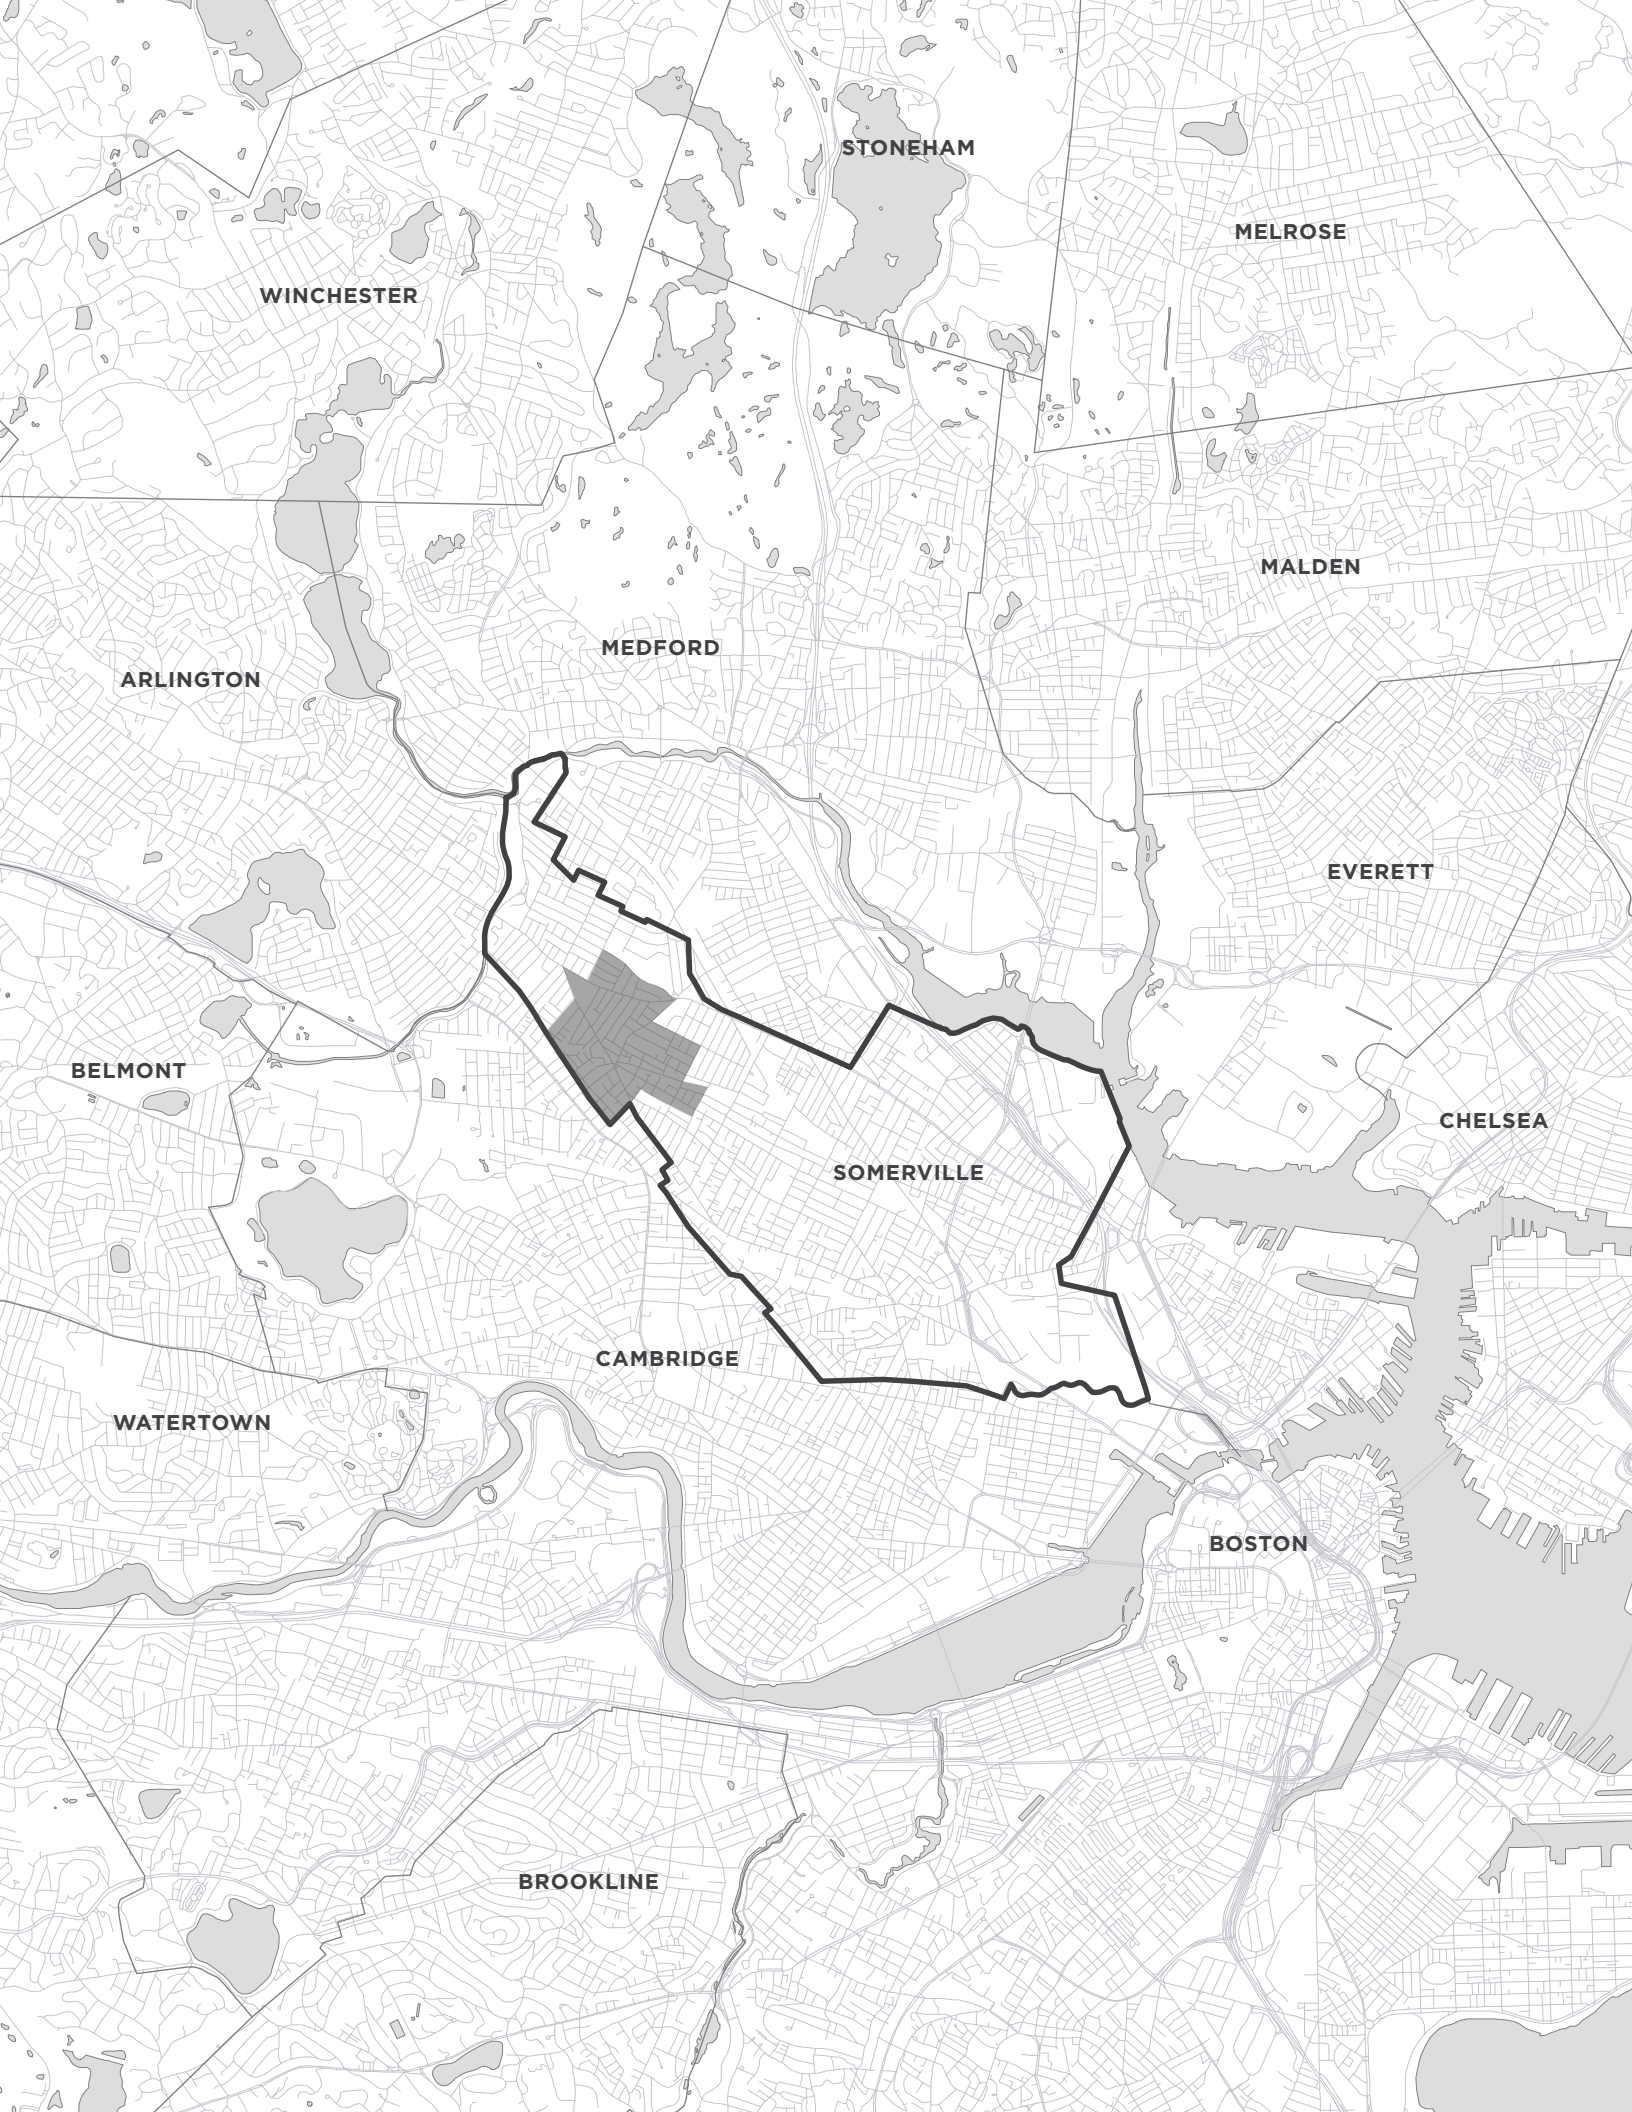 STONEHAM
MELROSE
WINCHESTER
MALDEN
MEDFORD
ARLINGTON
EVERETT
BELMONT
CHELSEA
SOMERVILLE
CAMBRIDGE
WATERTOWN
BOSTON
BROOKLINE